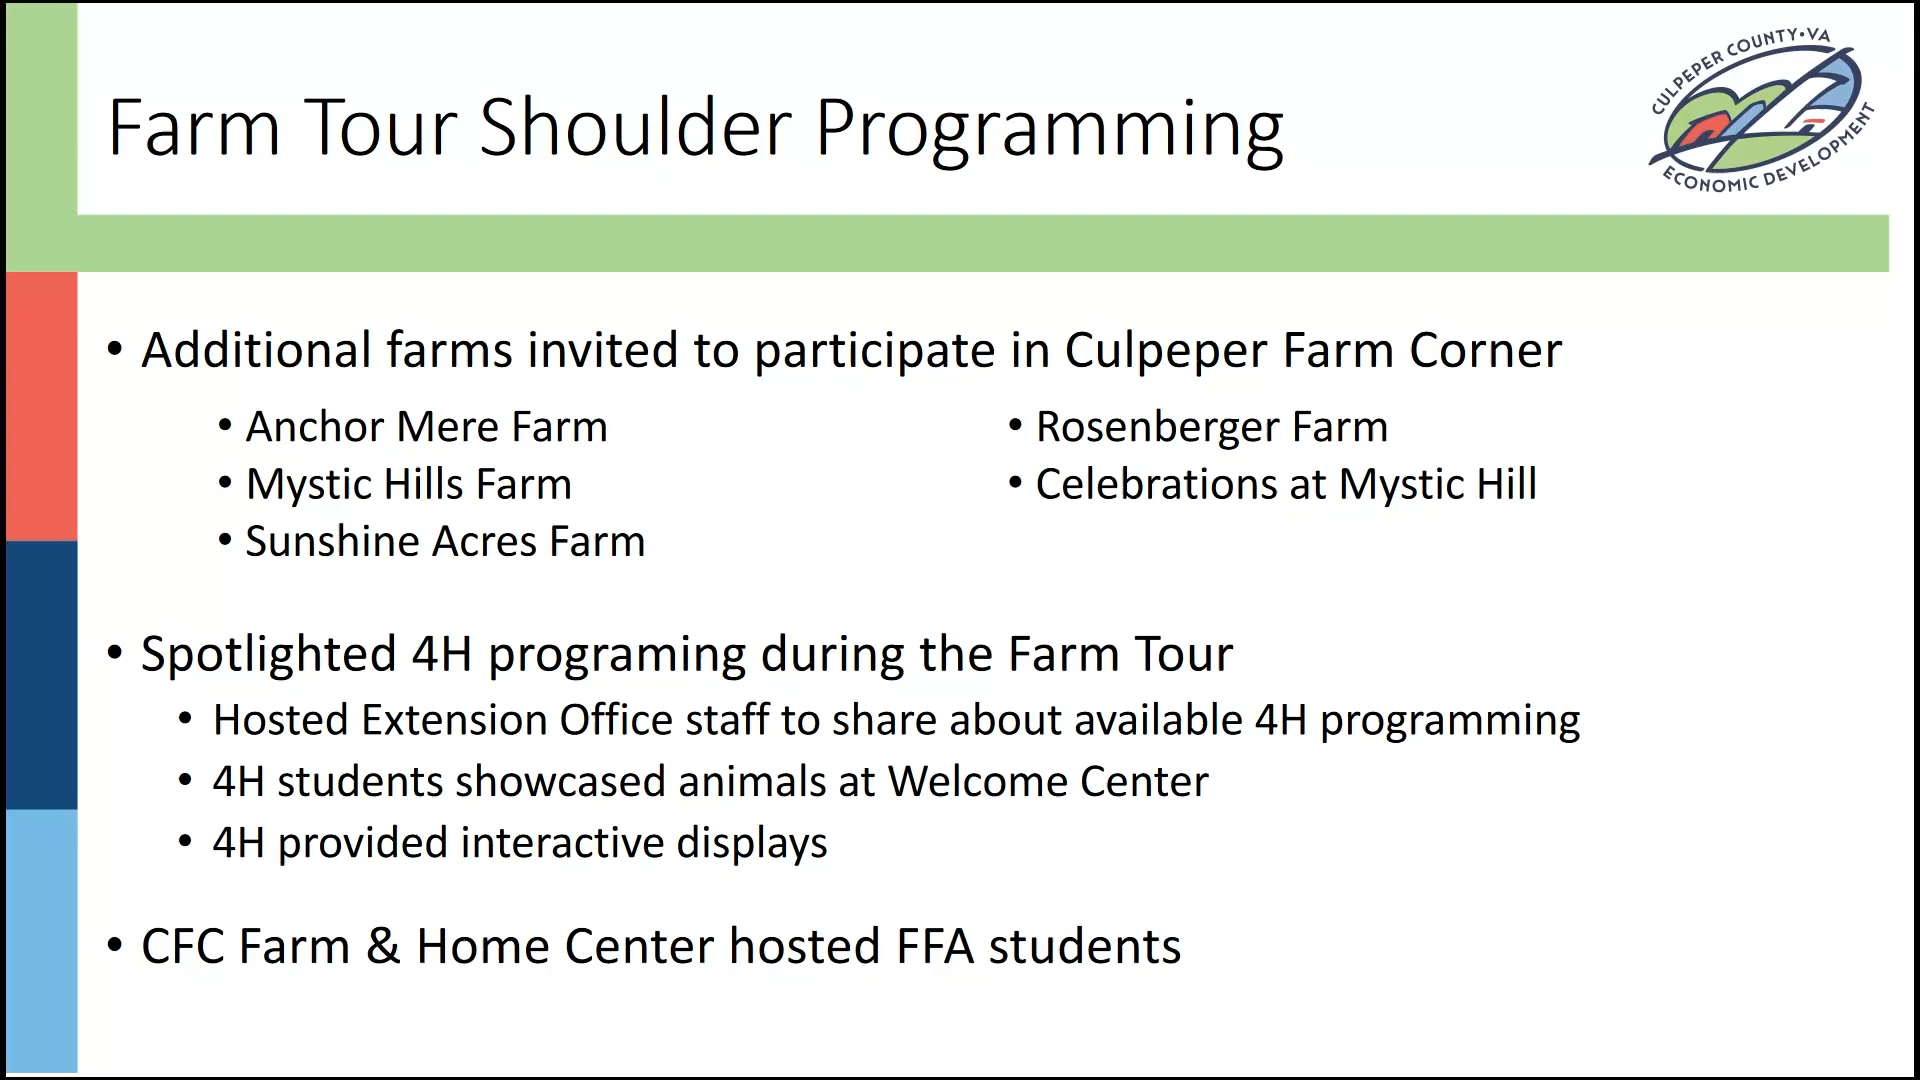 CULPEPER COUNTY•VA
ECONOMIC DEVELOPMENT
Farm Tour Shoulder Programming
• Additional farms invited to participate in Culpeper Farm Corner
• Anchor Mere Farm
• Mystic Hills Farm
• Sunshine Acres Farm
• Rosenberger Farm
• Celebrations at Mystic Hill
• Spotlighted 4H programing during the Farm Tour
• Hosted Extension Office staff to share about available 4H programming
• 4H students showcased animals at Welcome Center
• 4H provided interactive displays
• CFC Farm & Home Center hosted FFA students